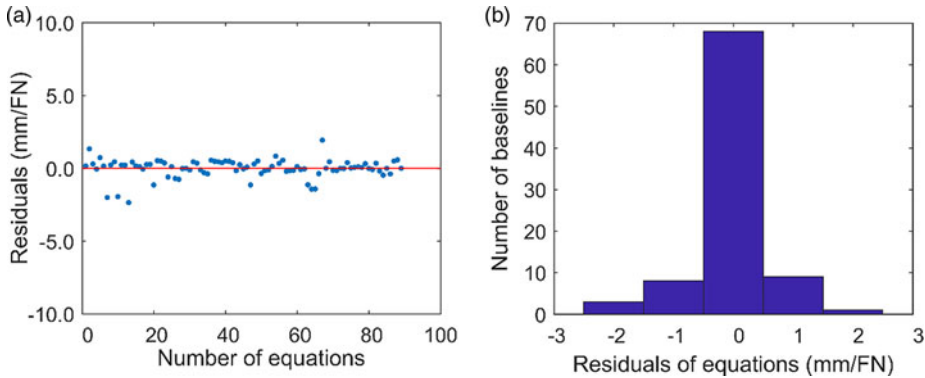 (a)
10.0
5.0
0.0
-5.0
-10.0
Residuals (mm/FN)
0 20 40 60 80 100
Number of equations
(b)
70
60
50
40
30
20
10
0
Number of baselines
-3 -2 -1 0 1 2 3
Residuals of equations (mm/FN)